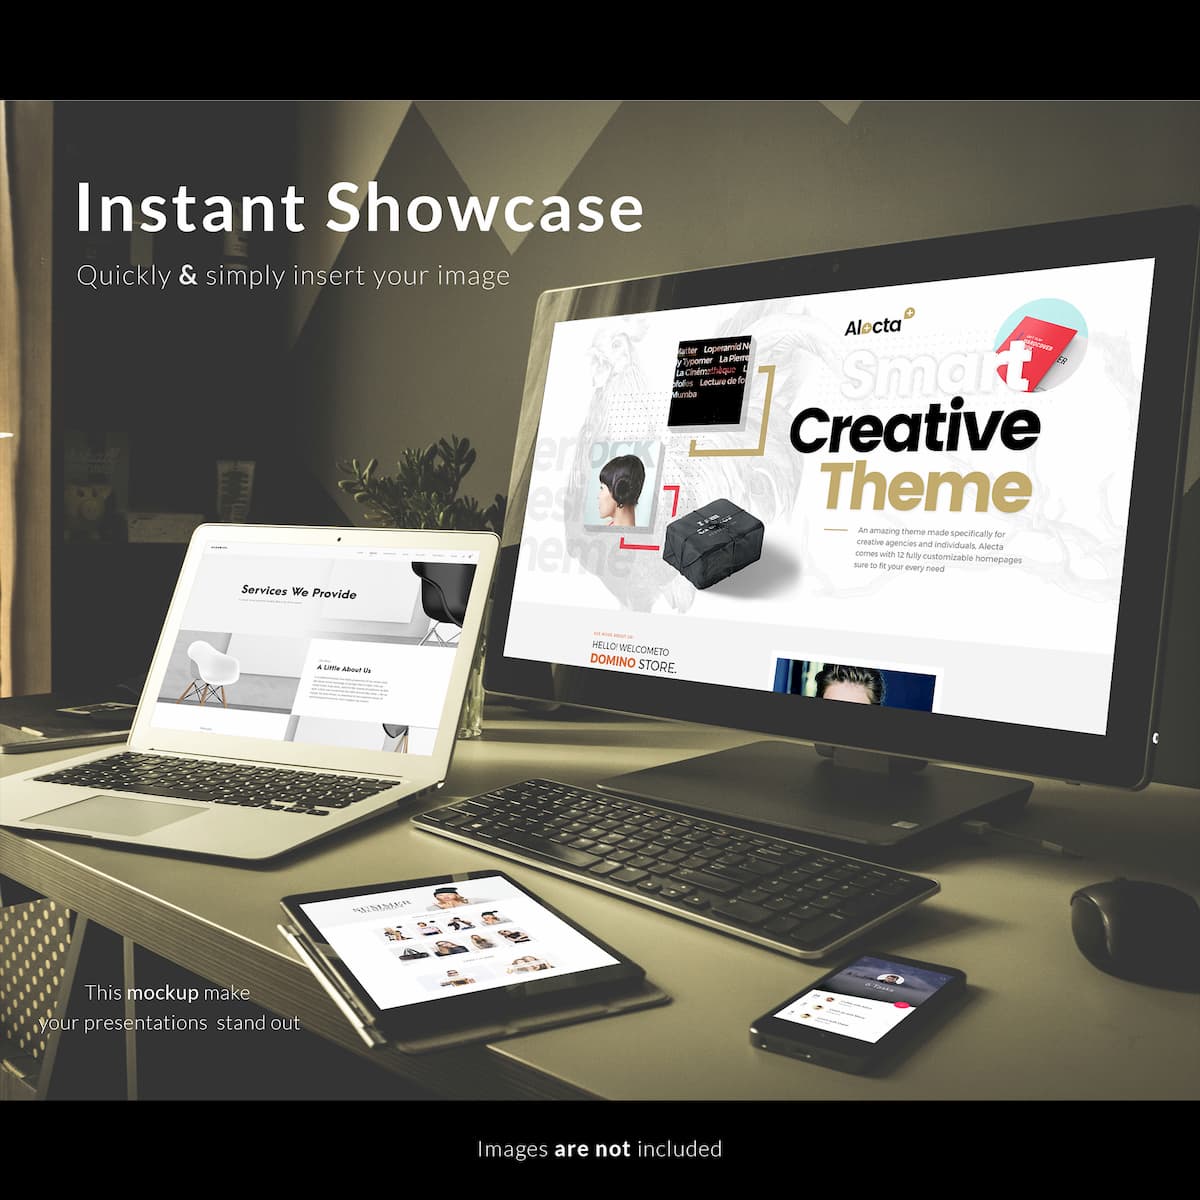 Instant Showcase
Quickly & simply insert your image
Alecta
Smart
Creative
Theme
An amazing theme made specifically for
creative agencies and individuals, Alecta
comes with 12 fully customizable homepages
sure to fit your every need
Matter Loperamid
Typomer La Pierre
La Cinémathèque
Lecture de fo
Mumba
HARDCOVER
HELLO! WELCOMETO
DOMINO STORE.
Services We Provide
A Little About Us
6 Tasks
This mockup make
your presentations stand out
Images are not included